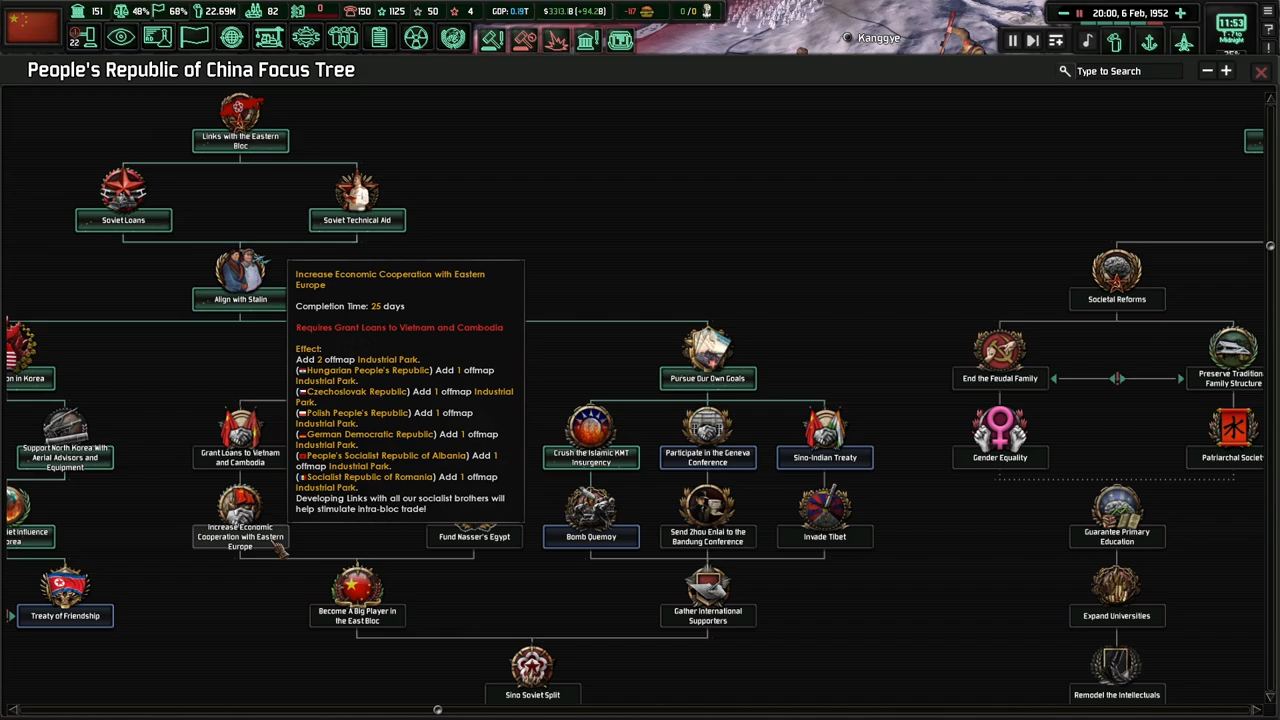 151 48% 68% 22.69M 82 0 150 1125 50 4 GDP: 0.19T $3313.1B (+94.2B) -117 0/0 20:00, 6 Feb, 1952 11:53
22
Kanggye
People's Republic of China Focus Tree
Type to Search
Links with the Eastern
Bloc
Soviet Loans
Soviet Technical Aid
Align with Stalin
Societal Reforms
Increase Economic Cooperation with Eastern
Europe
Completion Time: 25 days
Requires Grant Loans to Vietnam and Cambodia
Effect:
Add 2 offmap Industrial Park.
(Hungarian People's Republic) Add 1 offmap
Industrial Park.
(Czechoslovak Republic) Add 1 offmap Industrial
Park.
(Polish People's Republic) Add 1 offmap
Industrial Park.
(German Democratic Republic) Add 1 offmap
Industrial Park.
(People's Socialist Republic of Albania) Add 1
offmap Industrial Park.
(Socialist Republic of Romania) Add 1 offmap
Industrial Park.
Developing Links with all our socialist brothers will
help stimulate intra-bloc trade!
on in Korea
Pursue Our Own Goals
End the Feudal Family
Preserve Tradition
Family Structure
Support North Korea with
Aerial Advisors and
Equipment
Grant Loans to Vietnam
and Cambodia
Crush the Islamic KMT
Insurgency
Participate in the Geneva
Conference
Sino-Indian Treaty
Gender Equality
Patriarchal Societ
iet Influence
orea
Increase Economic
Cooperation with Eastern
Europe
Fund Nasser's Egypt
Bomb Quemoy
Send Zhou Enlai to the
Bandung Conference
Invade Tibet
Guarantee Primary
Education
Treaty of Friendship
Become A Big Player in
the East Bloc
Gather International
Supporters
Expand Universities
Sino Soviet Split
Remodel the Intellectuals